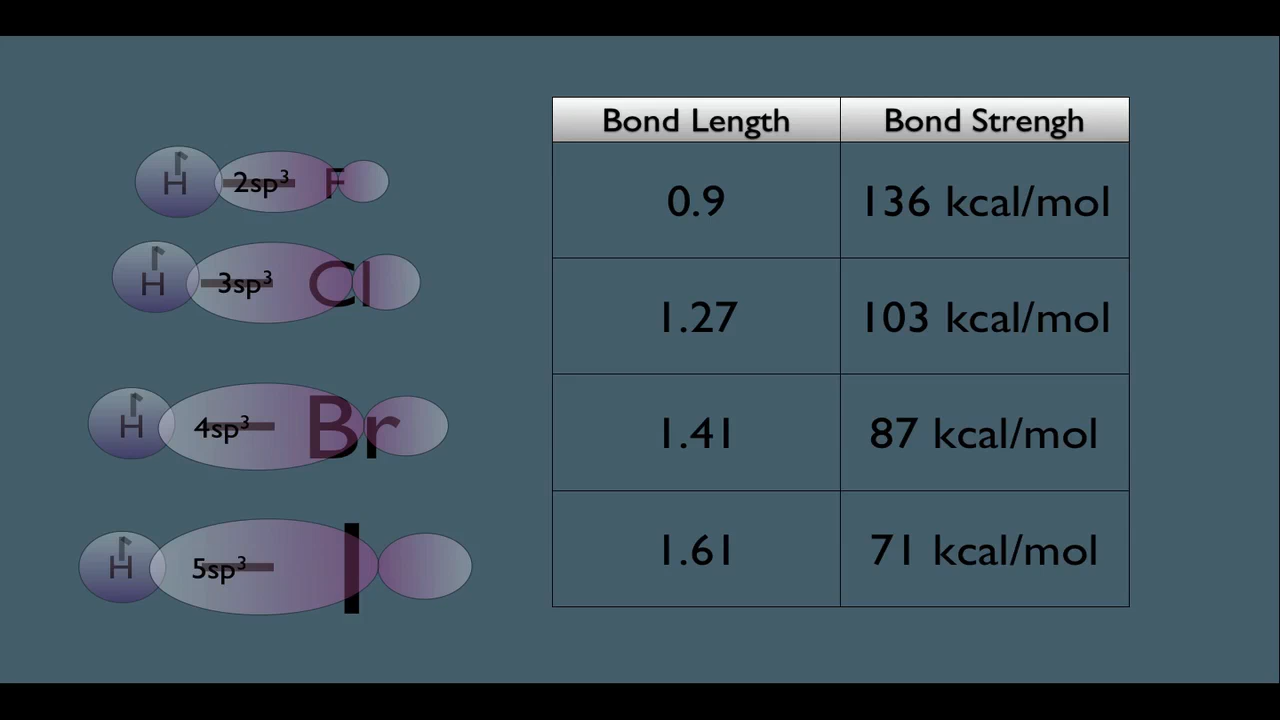 Bond Length Bond Strengh
H 2sp³ F 0.9 136 kcal/mol
H 3sp³ Cl 1.27 103 kcal/mol
H 4sp³ Br 1.41 87 kcal/mol
H 5sp³ I 1.61 71 kcal/mol